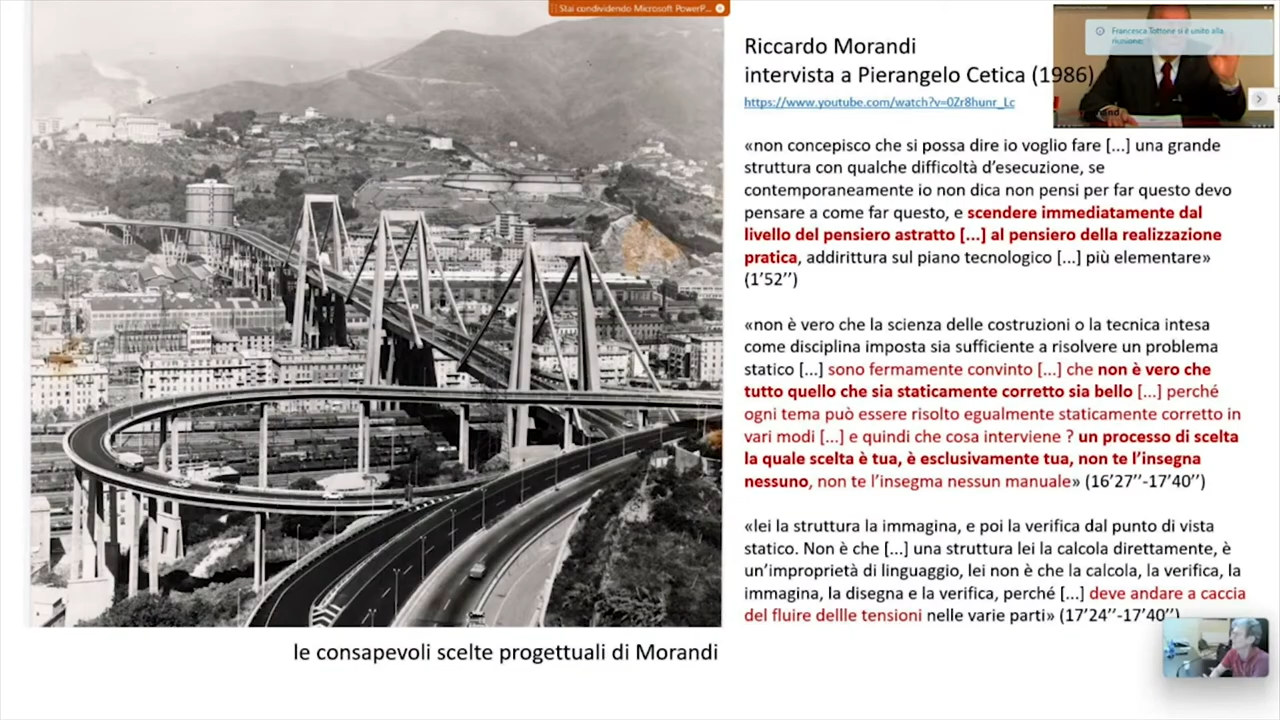 Stai condividendo Microsoft PowerP...
Francesca Tottone si è unito alla
riunione.
Riccardo Morandi
intervista a Pierangelo Cetica (1986)
https://www.youtube.com/watch?v=0Zr8hunr_Lc
«non concepisco che si possa dire io voglio fare [...] una grande
struttura con qualche difficoltà d’esecuzione, se
contemporaneamente io non dica non pensi per far questo devo
pensare a come far questo, e scendere immediatamente dal
livello del pensiero astratto [...] al pensiero della realizzazione
pratica, addirittura sul piano tecnologico [...] più elementare»
(1’52’’)
«non è vero che la scienza delle costruzioni o la tecnica intesa
come disciplina imposta sia sufficiente a risolvere un problema
statico [...] sono fermamente convinto [...] che non è vero che
tutto quello che sia staticamente corretto sia bello [...] perché
ogni tema può essere risolto egualmente staticamente corretto in
vari modi [...] e quindi che cosa interviene ? un processo di scelta
la quale scelta è tua, è esclusivamente tua, non te l’insegna
nessuno, non te l’insegma nessun manuale» (16’27’’-17’40’’)
«lei la struttura la immagina, e poi la verifica dal punto di vista
statico. Non è che [...] una struttura lei la calcola direttamente, è
un’improprietà di linguaggio, lei non è che la calcola, la verifica, la
immagina, la disegna e la verifica, perché [...] deve andare a caccia
del fluire dellle tensioni nelle varie parti» (17’24’’-17’40’’)
le consapevoli scelte progettuali di Morandi